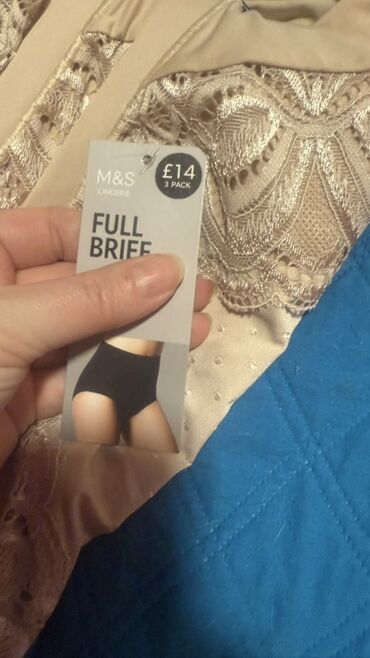 M&S
LINGERIE
£14
3 PACK
FULL
BRIEF